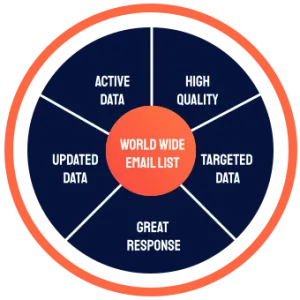 ACTIVE
DATA
HIGH
QUALITY
WORLD WIDE
EMAIL LIST
UPDATED
DATA
TARGETED
DATA
GREAT
RESPONSE